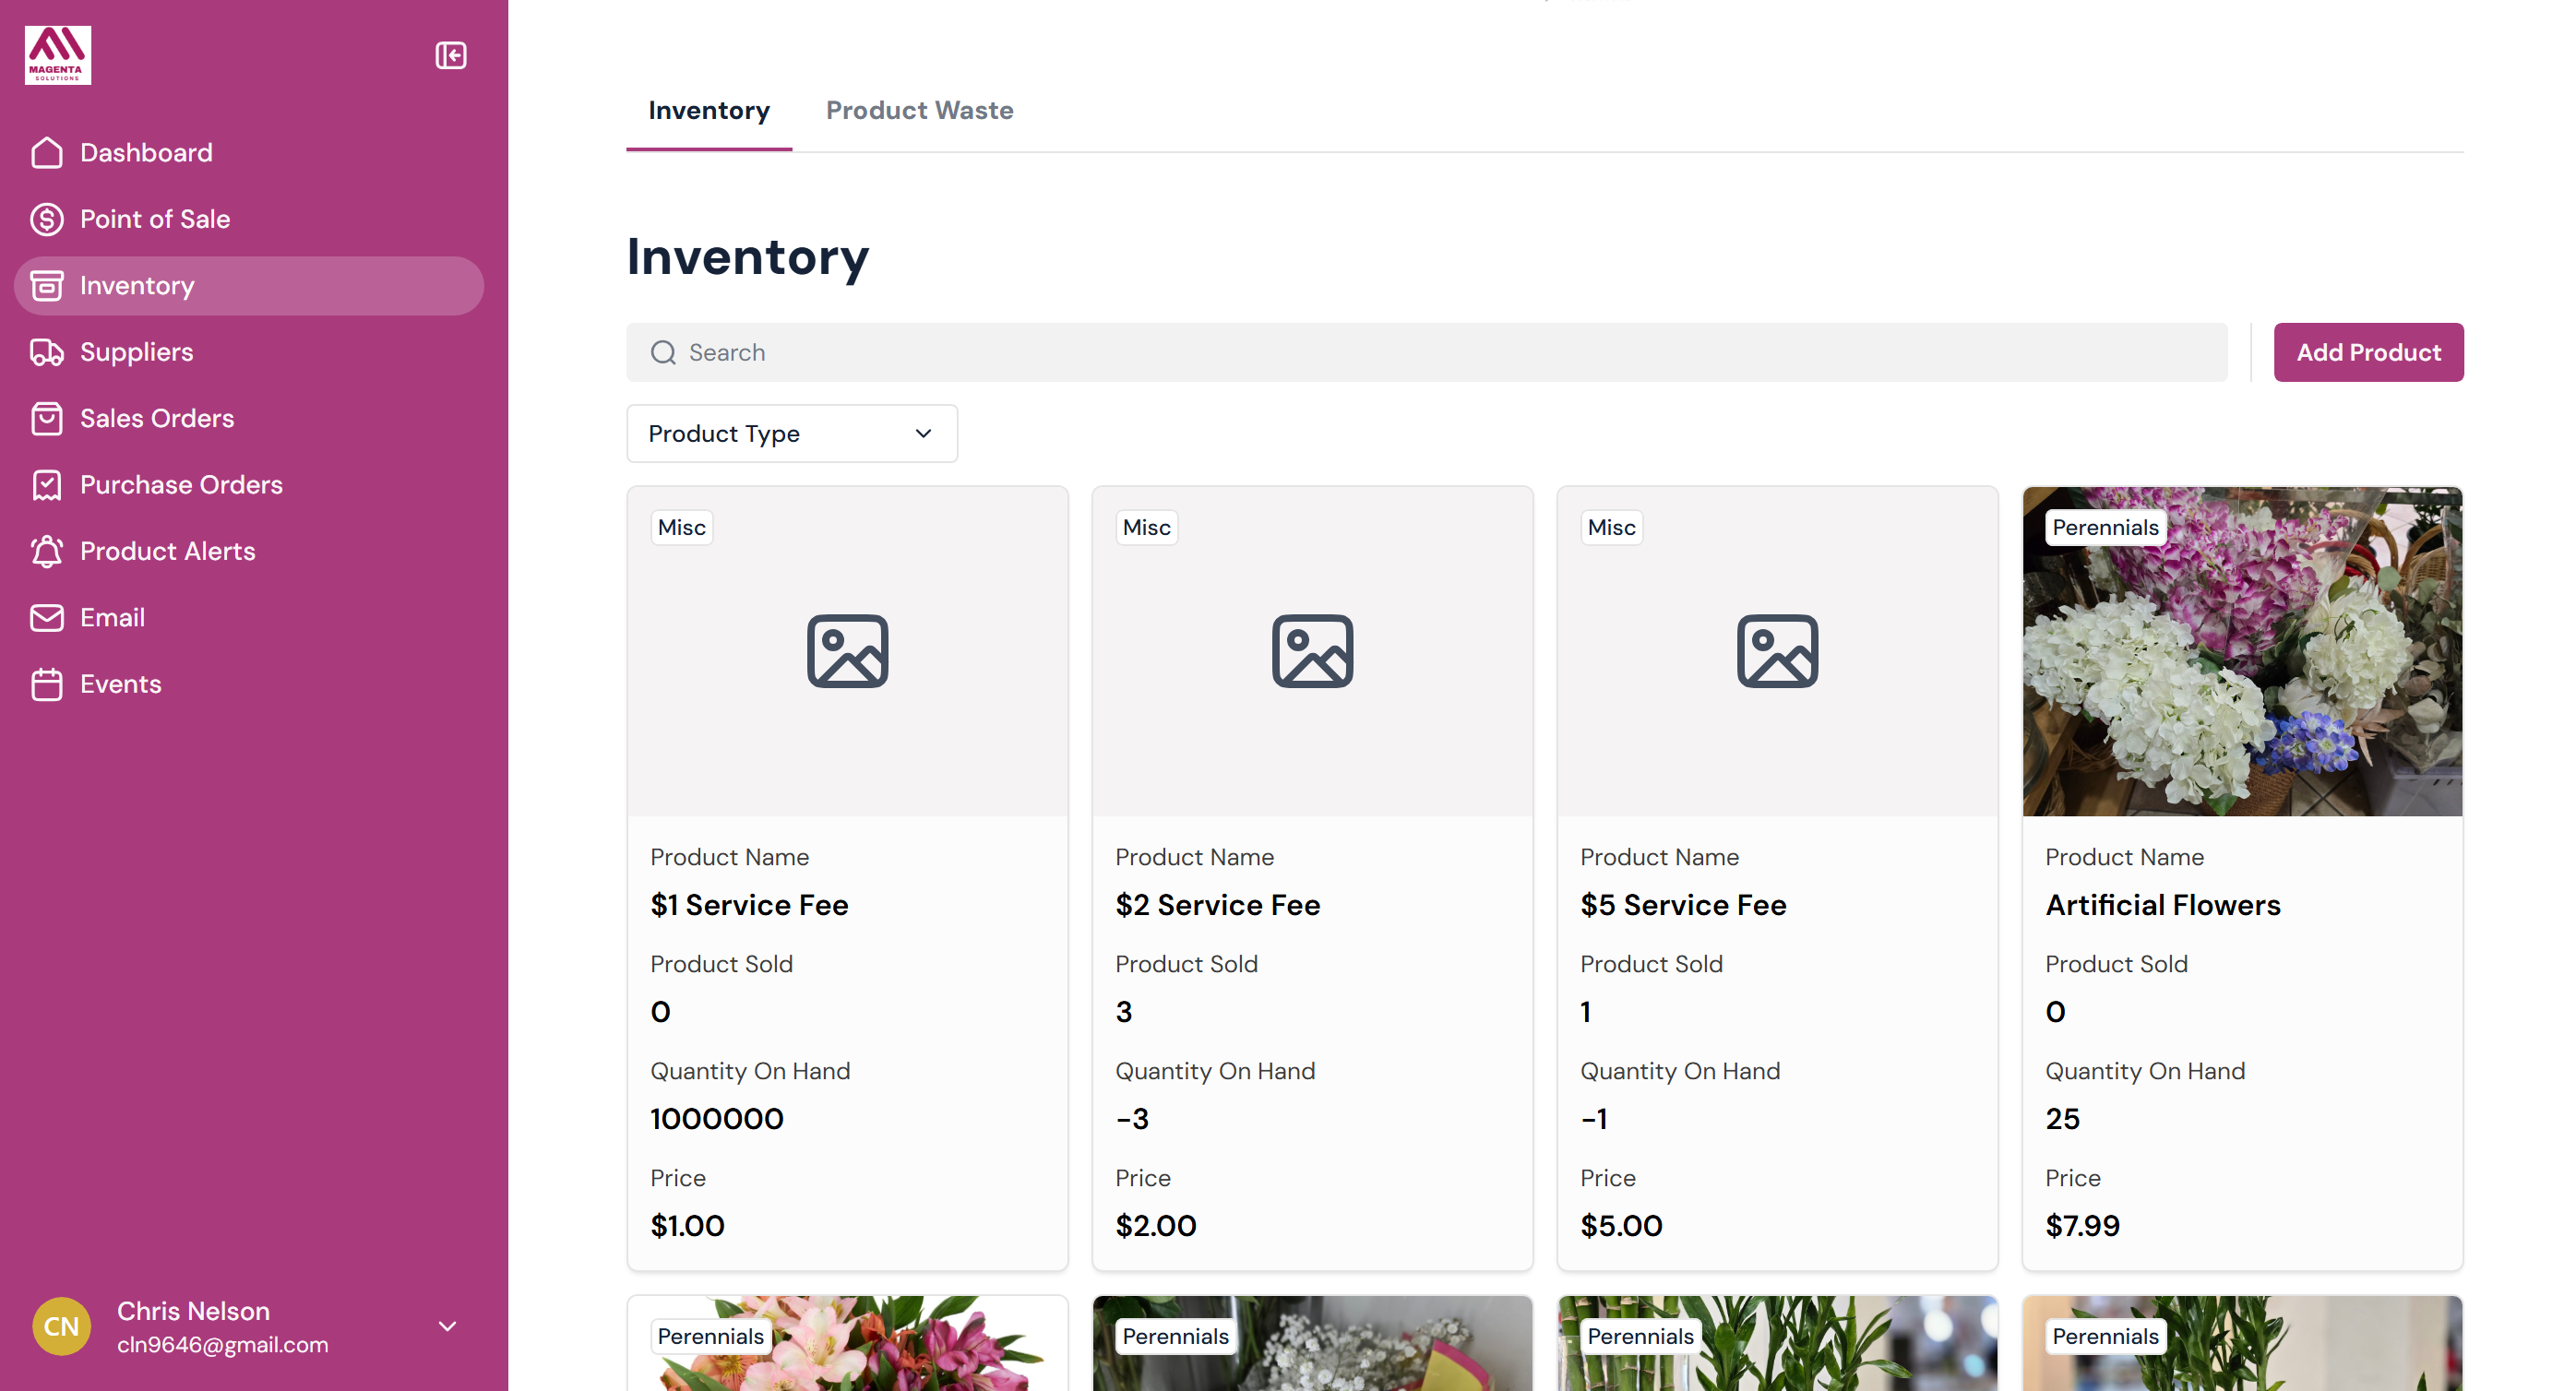 MAGENTA
SOLUTIONS
Dashboard
Point of Sale
Inventory
Suppliers
Sales Orders
Purchase Orders
Product Alerts
Email
Events
CN
Chris Nelson
cln9646@gmail.com
Inventory
Product Waste
Inventory
Search
Add Product
Product Type
Misc
Product Name
$1 Service Fee
Product Sold
0
Quantity On Hand
1000000
Price
$1.00
Misc
Product Name
$2 Service Fee
Product Sold
3
Quantity On Hand
-3
Price
$2.00
Misc
Product Name
$5 Service Fee
Product Sold
1
Quantity On Hand
-1
Price
$5.00
Perennials
Product Name
Artificial Flowers
Product Sold
0
Quantity On Hand
25
Price
$7.99
Perennials
Perennials
Perennials
Perennials